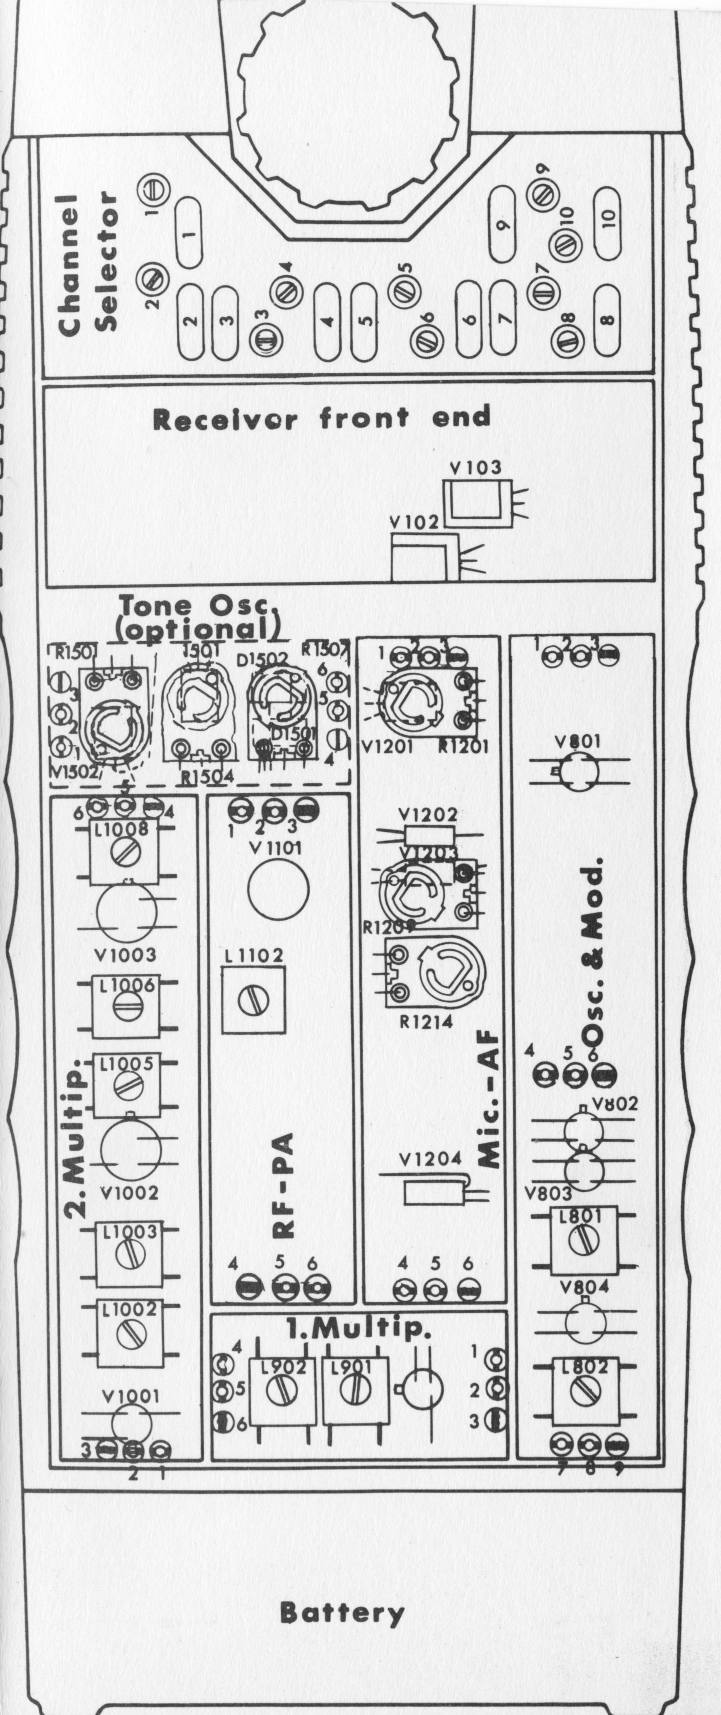 Channel
Selector
1
2
3
4
5
6
7
8
9
10
1
2
3
4
5
6
7
8
9
10
Receiver front end
V103
V102
Tone Osc.
(optional)
R1501
1501
D1502
R1507
3
2
1
6
5
4
D1501
V1502
R1504
1 2 3
V1201
R1201
V1202
V1203
R1209
R1214
Mic.-AF
V1204
4 5 6
1 2 3
V801
Osc. & Mod.
4 5 6
V802
V803
L801
V804
L802
7 8 9
6 5 4
L1008
V1003
L1006
L1005
2.Multip.
V1002
L1003
L1002
V1001
3 2 1
1 2 3
V1101
L1102
RF-PA
4 5 6
1.Multip.
4
5
6
L902
L901
1
2
3
Battery